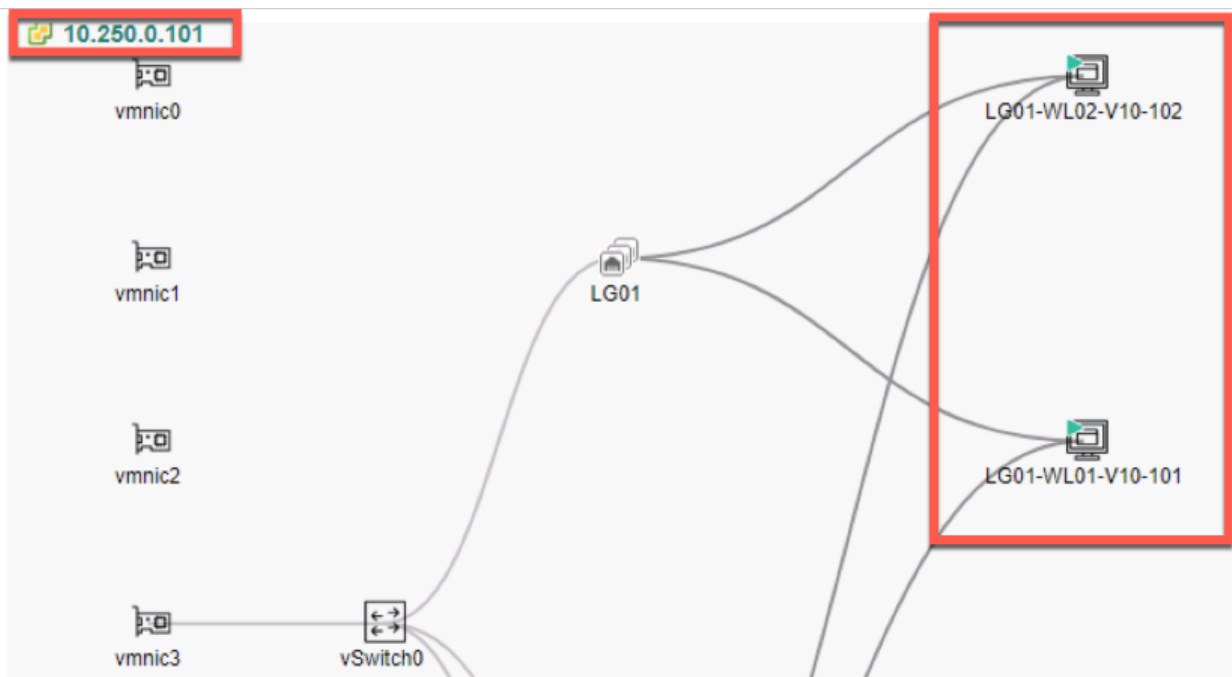 10.250.0.101
vmnic0
LG01-WL02-V10-102
vmnic1
LG01
vmnic2
LG01-WL01-V10-101
vmnic3
vSwitch0